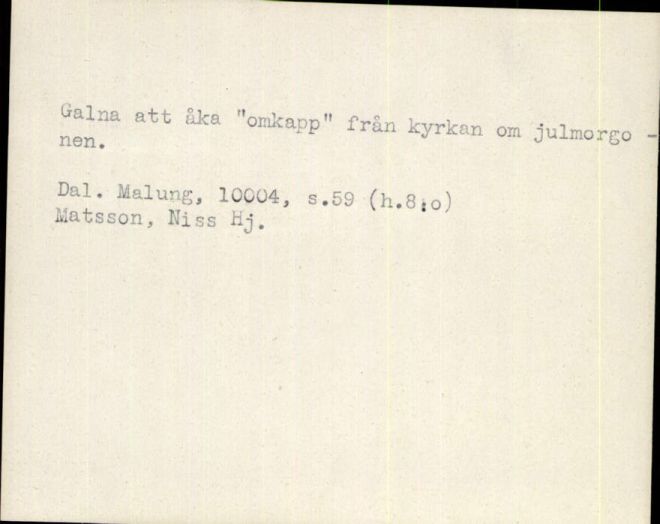 Galna att åka "omkapp" från kyrkan om julmorgo -
nen.
Dal. Malung, 10004, s.59 (h.8:o)
Matsson, Niss Hj.